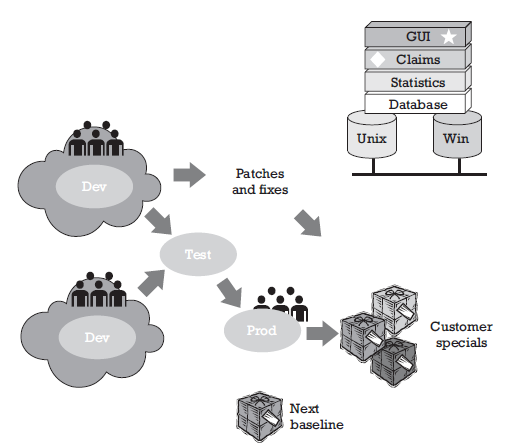 GUI
Claims
Statistics
Database
Unix
Win
Dev
Patches
and fixes
Test
Dev
Prod
Customer
specials
Next
baseline